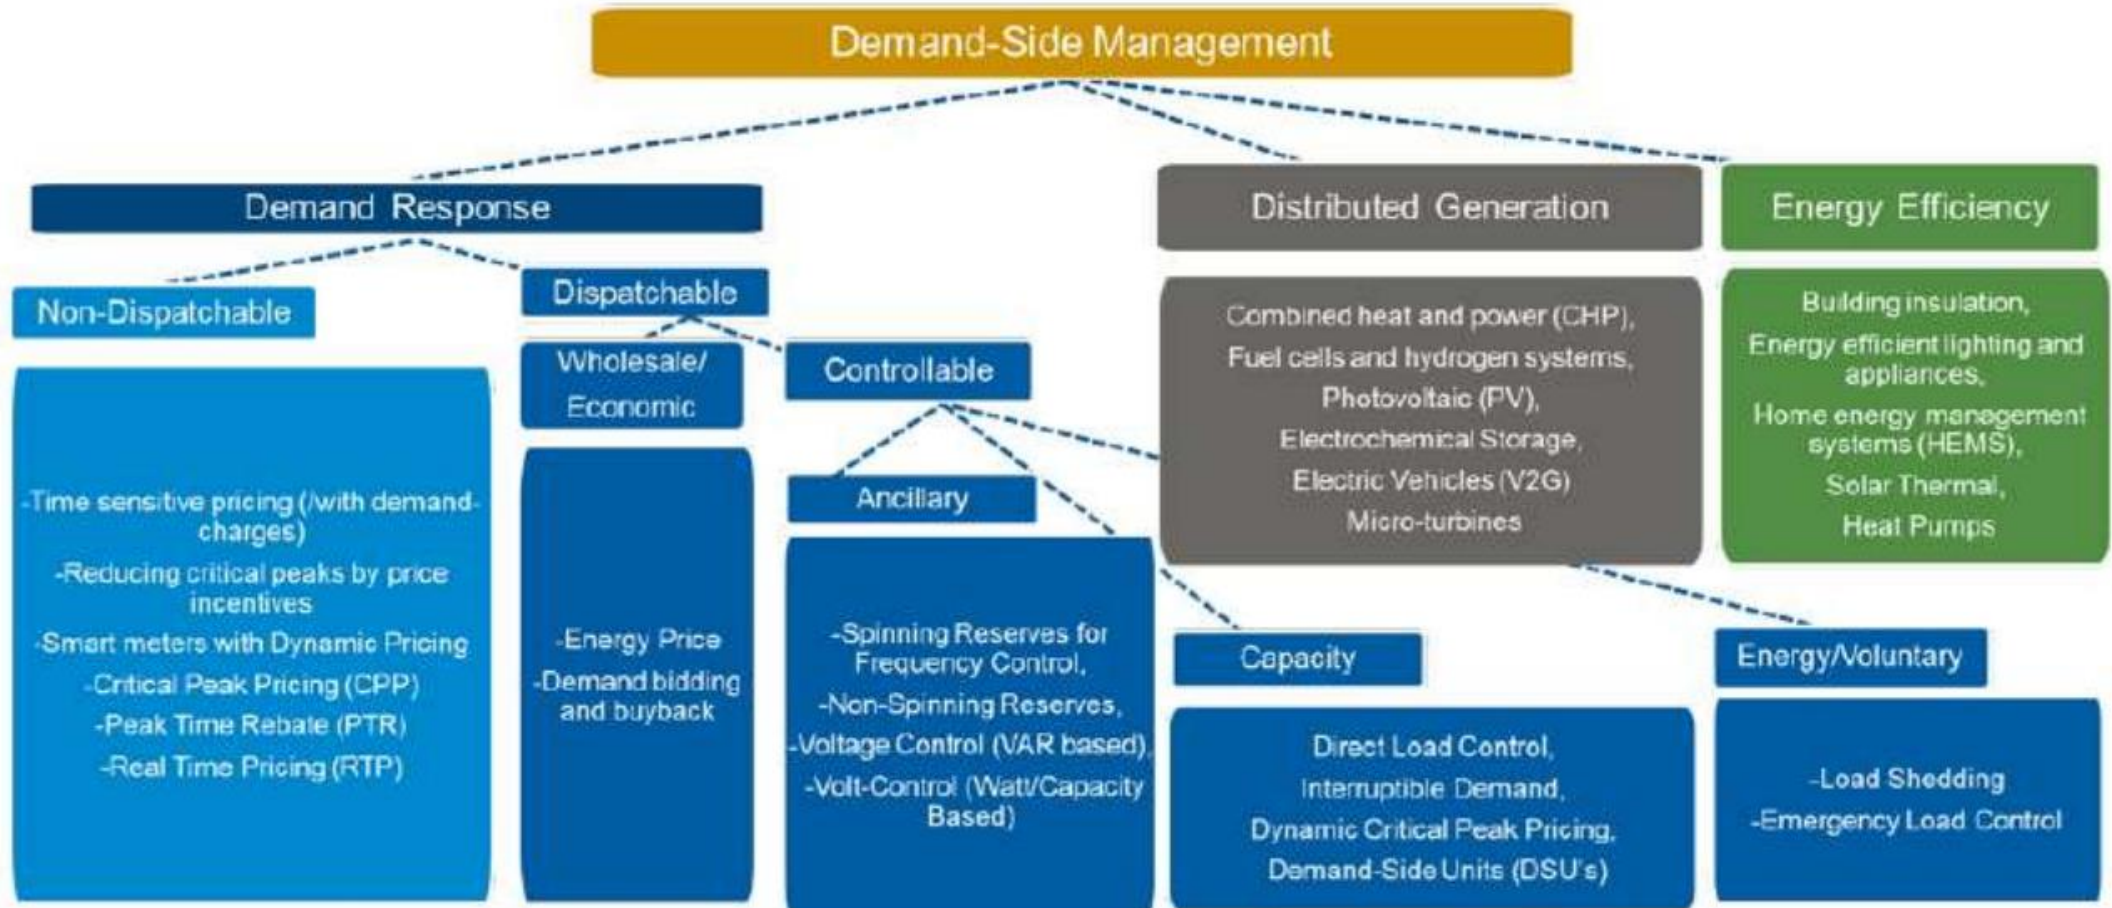 Demand-Side Management
Demand Response
Distributed Generation
Energy Efficiency
Non-Dispatchable
Dispatchable
Wholesale/
Economic
Controllable
Ancillary
-Time sensitive pricing (/with demand-
charges)
-Reducing critical peaks by price
incentives
-Smart meters with Dynamic Pricing
-Critical Peak Pricing (CPP)
-Peak Time Rebate (PTR)
-Real Time Pricing (RTP)
-Energy Price
-Demand bidding
and buyback
-Spinning Reserves for
Frequency Control,
-Non-Spinning Reserves,
-Voltage Control (VAR based),
-Volt-Control (Watt/Capacity
Based)
Combined heat and power (CHP),
Fuel cells and hydrogen systems,
Photovoltaic (PV),
Electrochemical Storage,
Electric Vehicles (V2G)
Micro-turbines
Building insulation,
Energy efficient lighting and
appliances,
Home energy management
systems (HEMS),
Solar Thermal,
Heat Pumps
Capacity
Direct Load Control,
Interruptible Demand,
Dynamic Critical Peak Pricing,
Demand-Side Units (DSU's)
Energy/Voluntary
-Load Shedding
-Emergency Load Control